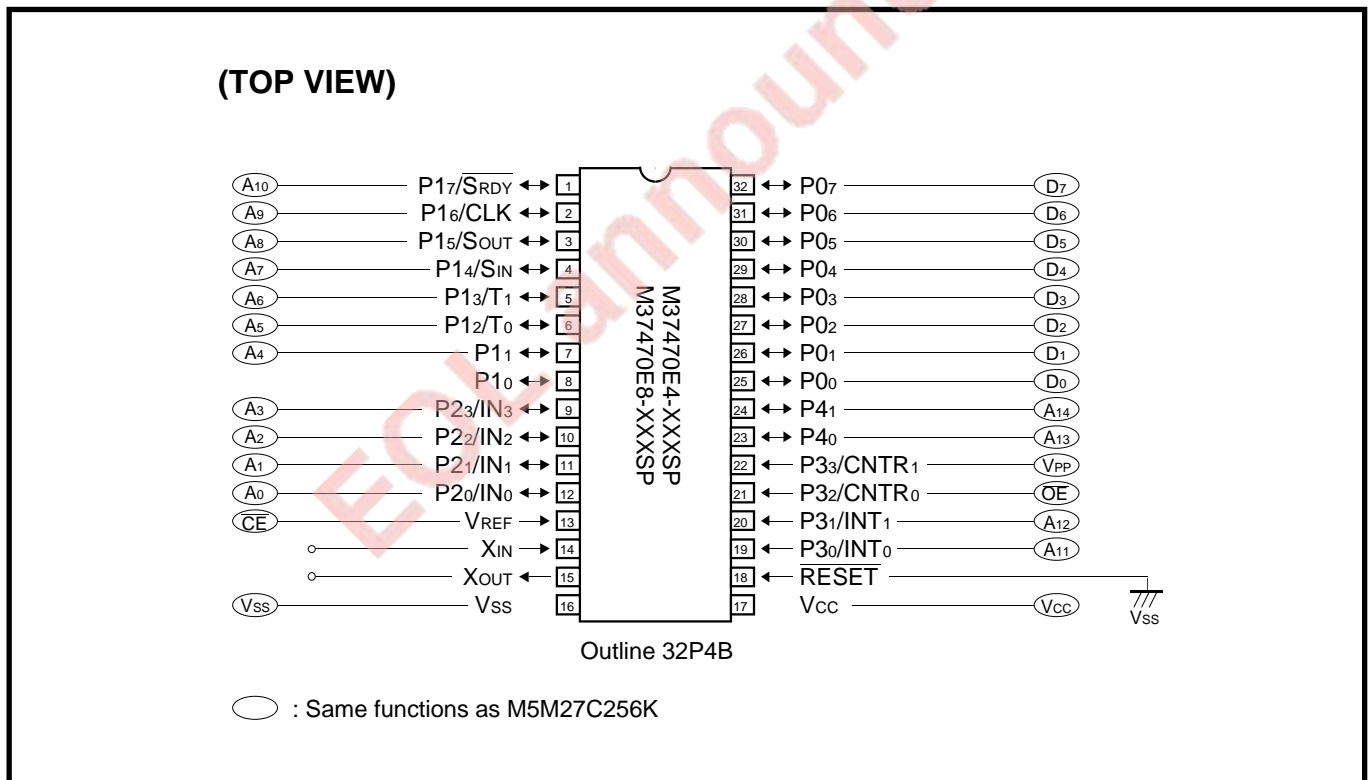 (TOP VIEW)
A10 P17/SRDY 1 32 P07 D7
A9 P16/CLK 2 31 P06 D6
A8 P15/SOUT 3 30 P05 D5
A7 P14/SIN 4 29 P04 D4
A6 P13/T1 5 28 P03 D3
A5 P12/T0 6 27 P02 D2
A4 P11 7 26 P01 D1
P10 8 25 P00 D0
A3 P23/IN3 9 24 P41 A14
A2 P22/IN2 10 23 P40 A13
A1 P21/IN1 11 22 P33/CNTR1 VPP
A0 P20/IN0 12 21 P32/CNTR0 OE
CE VREF 13 20 P31/INT1 A12
XIN 14 19 P30/INT0 A11
XOUT 15 18 RESET
VSS VSS 16 17 VCC VCC
VSS
M37470E4-XXXSP
M37470E8-XXXSP
Outline 32P4B
: Same functions as M5M27C256K
EOL announ